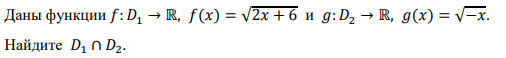 Даны функции f: D₁ → ℝ, f(x) = √(2x + 6) и g: D₂ → ℝ, g(x) = √(−x).
Найдите D₁ ∩ D₂.